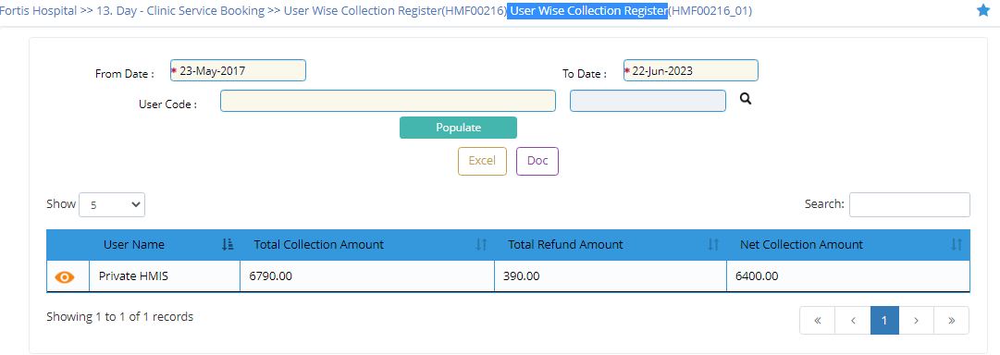 Fortis Hospital >> 13. Day - Clinic Service Booking >> User Wise Collection Register(HMF00216) User Wise Collection Register(HMF00216_01)
From Date : * 23-May-2017 To Date : * 22-Jun-2023
User Code :
Populate
Excel Doc
Show 5 Search:
User Name Total Collection Amount Total Refund Amount Net Collection Amount
Private HMIS 6790.00 390.00 6400.00
Showing 1 to 1 of 1 records « ‹ 1 › »